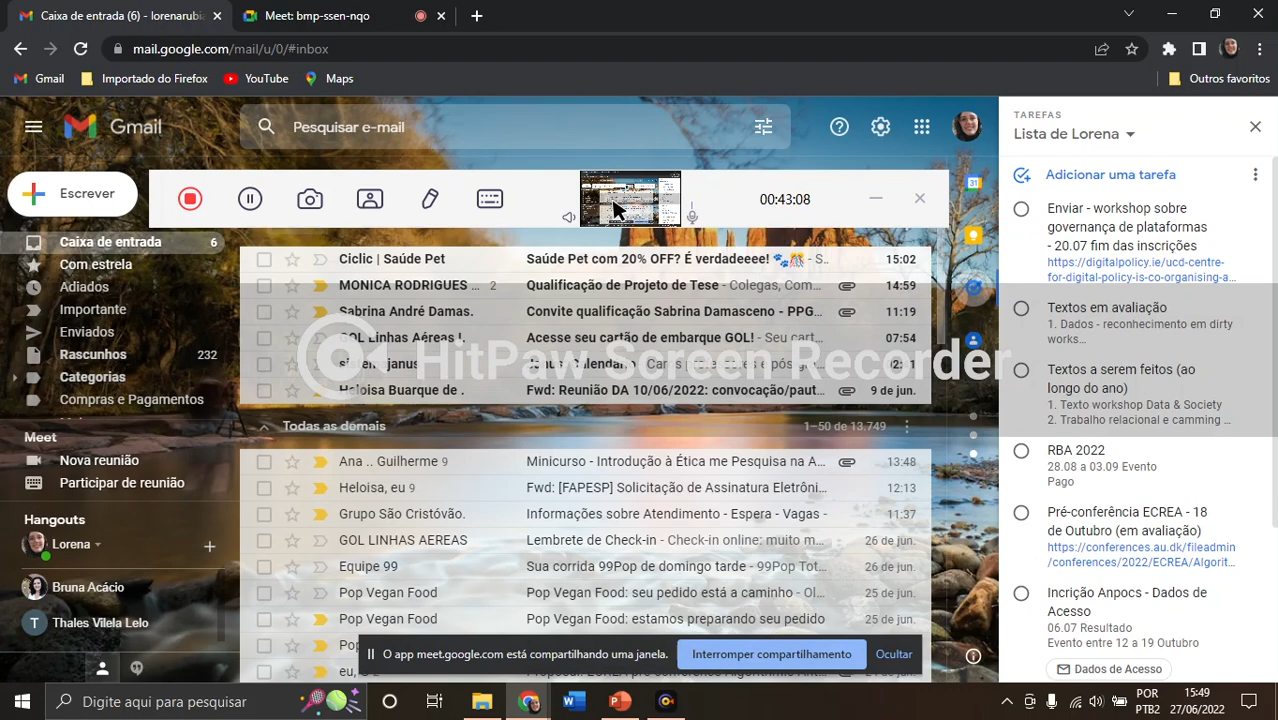 Caixa de entrada (6) - lorenarubia
Meet: bmp-ssen-nqo
mail.google.com/mail/u/0/#inbox
Gmail
Importado do Firefox
YouTube
Maps
Outros favoritos
Gmail
Pesquisar e-mail
TAREFAS
Lista de Lorena
Escrever
00:43:08
Adicionar uma tarefa
Caixa de entrada 6
Com estrela
Adiados
Importante
Enviados
Rascunhos 232
Categorias
Compras e Pagamentos
Meet
Nova reunião
Participar de reunião
Hangouts
Lorena
Bruna Acácio
Thales Vilela Lelo
Ciclic | Saúde Pet Saúde Pet com 20% OFF? É verdadeeee! 🐾🎊 - S.. 15:02
MONICA RODRIGUES ... 2 Qualificação de Projeto de Tese - Colegas, Com... 14:59
Sabrina André Damas. Convite qualificação Sabrina Damasceno - PPG... 11:19
GOL Linhas Aéreas I. Acesse seu cartão de embarque GOL! - Seu cart... 07:54
Heloisa Buarque de . Fwd: Reunião DA 10/06/2022: convocação/paut... 9 de jun.
HitPaw Screen Recorder
Todas as demais 1–50 de 13.749
Ana .. Guilherme 9 Minicurso - Introdução à Ética me Pesquisa na A... 13:48
Heloisa, eu 9 Fwd: [FAPESP] Solicitação de Assinatura Eletrôni... 12:13
Grupo São Cristóvão. Informações sobre Atendimento - Espera - Vagas - 11:37
GOL LINHAS AEREAS Lembrete de Check-in - Check-in online: muito m... 26 de jun.
Equipe 99 Sua corrida 99Pop de domingo tarde - 99Pop Tot... 26 de jun.
Pop Vegan Food Pop Vegan Food: seu pedido está a caminho - Ol... 25 de jun.
Pop Vegan Food Pop Vegan Food: estamos preparando seu pedido 25 de jun.
O app meet.google.com está compartilhando uma janela.
Interromper compartilhamento
Ocultar
Enviar - workshop sobre
governança de plataformas
- 20.07 fim das inscrições
https://digitalpolicy.ie/ucd-centre-
for-digital-policy-is-co-organising-a...
Textos em avaliação
1. Dados - reconhecimento em dirty
works...
Textos a serem feitos (ao
longo do ano)
1. Texto workshop Data & Society
2. Trabalho relacional e camming ...
RBA 2022
28.08 a 03.09 Evento
Pago
Pré-conferência ECREA - 18
de Outubro (em avaliação)
https://conferences.au.dk/fileadmin
/conferences/2022/ECREA/Algorit...
Incrição Anpocs - Dados de
Acesso
06.07 Resultado
Evento entre 12 a 19 Outubro
Dados de Acesso
Digite aqui para pesquisar
POR
PTB2
15:49
27/06/2022